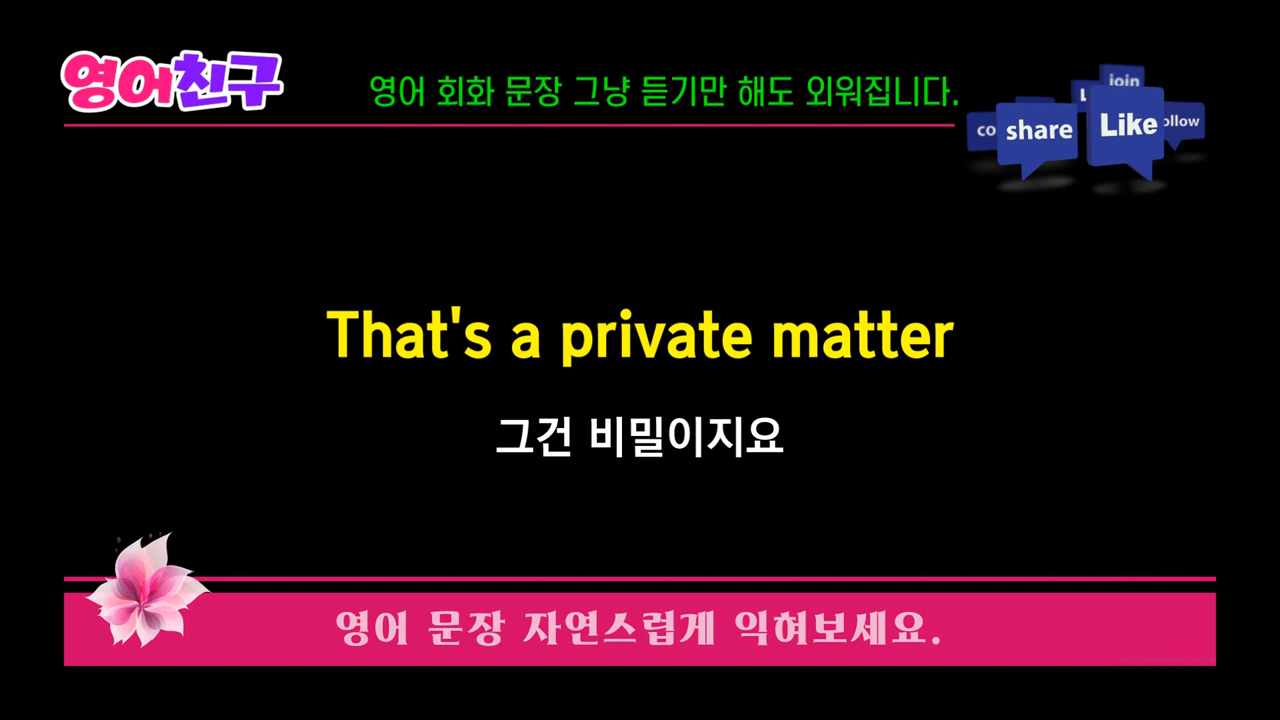 영어친구
영어 회화 문장 그냥 듣기만 해도 외워집니다.
join
share
Like
That's a private matter
그건 비밀이지요
영어 문장 자연스럽게 익혀보세요.